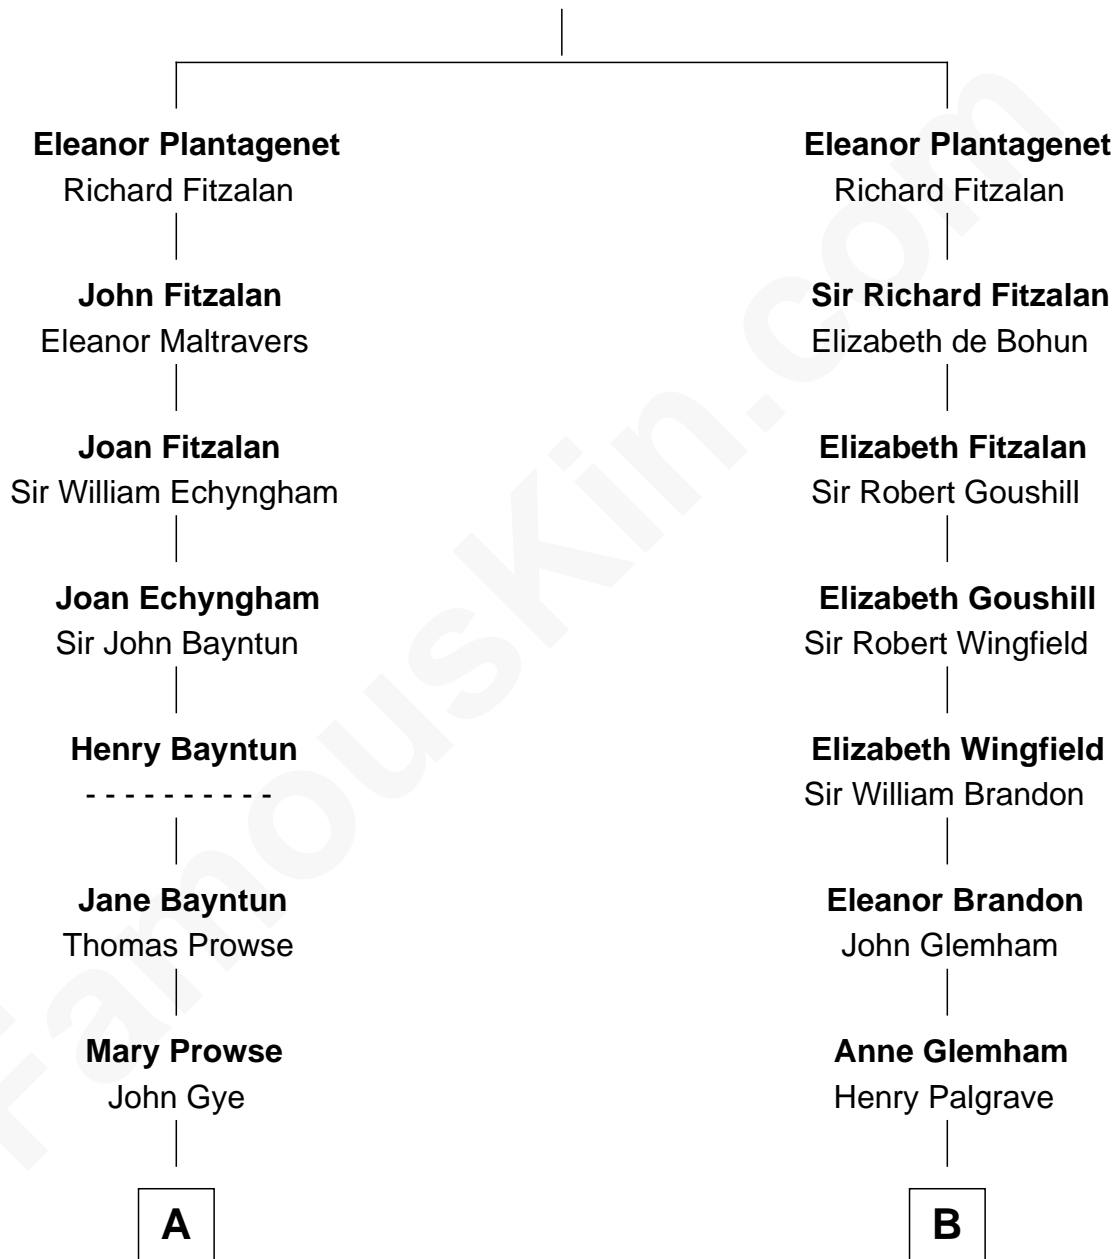 Eleanor Plantagenet
Richard Fitzalan
John Fitzalan
Eleanor Maltravers
Joan Fitzalan
Sir William Echyngham
Joan Echyngham
Sir John Bayntun
Henry Bayntun
- - - - - - - - - -
Jane Bayntun
Thomas Prowse
Mary Prowse
John Gye
A
Eleanor Plantagenet
Richard Fitzalan
Sir Richard Fitzalan
Elizabeth de Bohun
Elizabeth Fitzalan
Sir Robert Goushill
Elizabeth Goushill
Sir Robert Wingfield
Elizabeth Wingfield
Sir William Brandon
Eleanor Brandon
John Glemham
Anne Glemham
Henry Palgrave
B
FamousKin.com